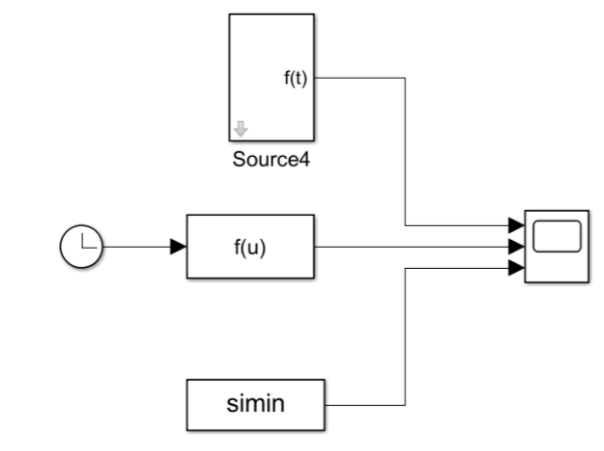 f(t)
Source4
f(u)
simin